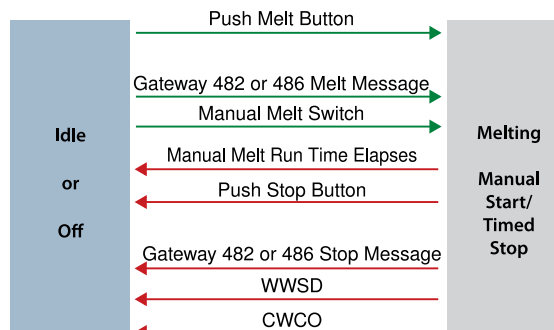 Push Melt Button
Gateway 482 or 486 Melt Message
Manual Melt Switch
Idle
or
Off
Melting
Manual
Start/
Timed
Stop
Manual Melt Run Time Elapses
Push Stop Button
Gateway 482 or 486 Stop Message
WWSD
CWCO